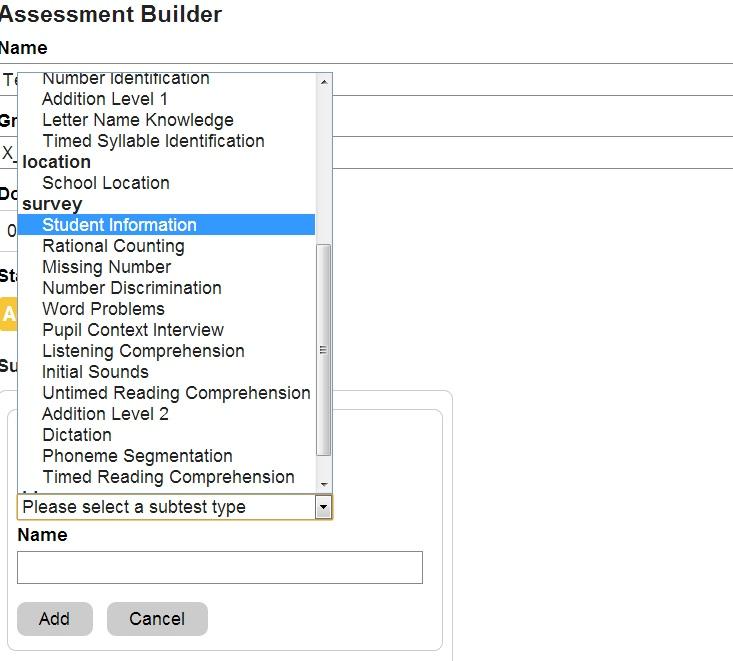 Assessment Builder
Name
Te
Number Identification
Addition Level 1
Gr
Letter Name Knowledge
Timed Syllable Identification
X_
location
School Location
Do
survey
Student Information
0
Rational Counting
Missing Number
Sta
Number Discrimination
Word Problems
A
Pupil Context Interview
Listening Comprehension
Su
Initial Sounds
Untimed Reading Comprehension
Addition Level 2
Dictation
Phoneme Segmentation
Timed Reading Comprehension
Please select a subtest type
Name
Add
Cancel